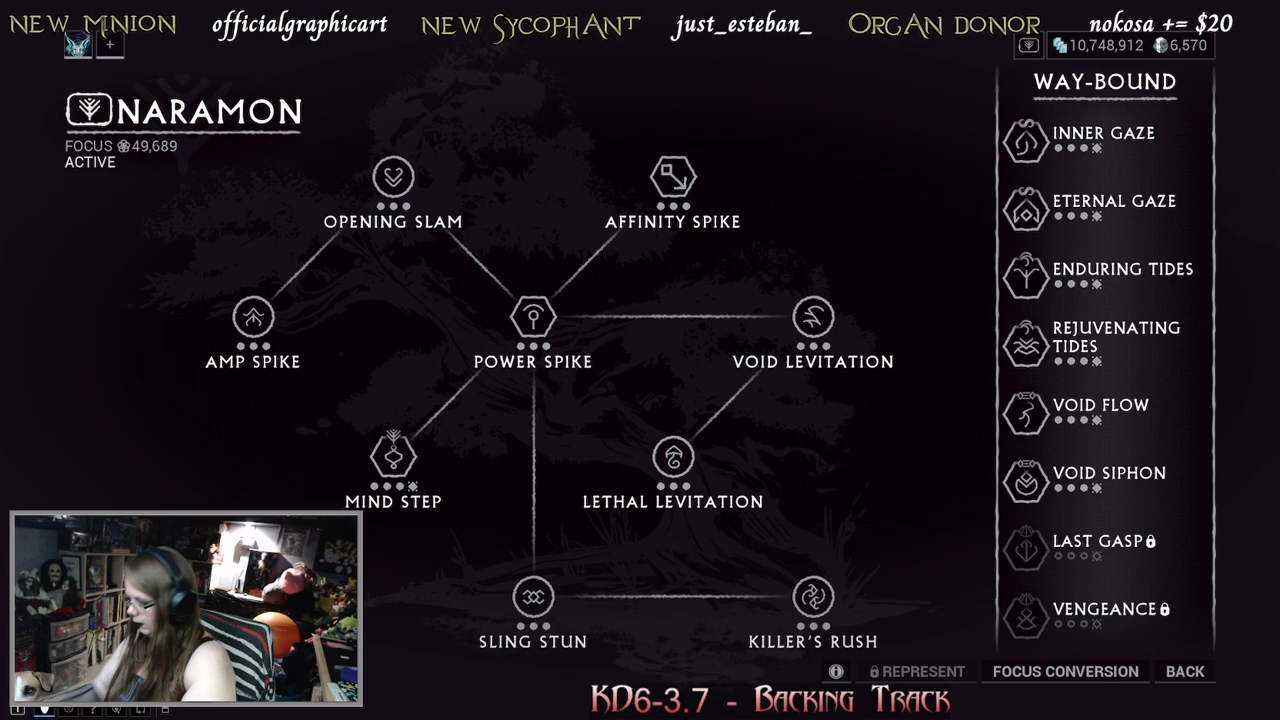 NEW MINION officialgraphicart NEW SYCOPHANT just_esteban_ ORGAN DONOR nokosa += $20
10,748,912 6,570
NARAMON
FOCUS 49,689
ACTIVE
OPENING SLAM
AFFINITY SPIKE
AMP SPIKE
POWER SPIKE
VOID LEVITATION
MIND STEP
LETHAL LEVITATION
SLING STUN
KILLER'S RUSH
WAY-BOUND
INNER GAZE
ETERNAL GAZE
ENDURING TIDES
REJUVENATING
TIDES
VOID FLOW
VOID SIPHON
LAST GASP
VENGEANCE
REPRESENT FOCUS CONVERSION BACK
KD6-3.7 - BACKING TRACK